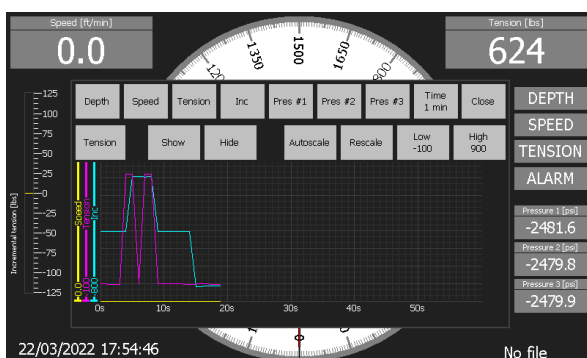 Speed [ft/min]
0.0
Tension [lbs]
624
1200
1350
1500
1650
1800
Depth
Speed
Tension
Inc
Pres #1
Pres #2
Pres #3
Time
1 min
Close
Tension
Show
Hide
Autoscale
Rescale
Low
-100
High
900
DEPTH
SPEED
TENSION
ALARM
Pressure 1 [psi]
-2481.6
Pressure 2 [psi]
-2479.8
Pressure 3 [psi]
-2479.9
Incremental tension [lbs]
125
100
75
50
25
0
-25
-50
-75
-100
-125
0.0 Speed
-100 Tension
-800 Inc
0s
10s
20s
30s
40s
50s
0
22/03/2022 17:54:46
No file